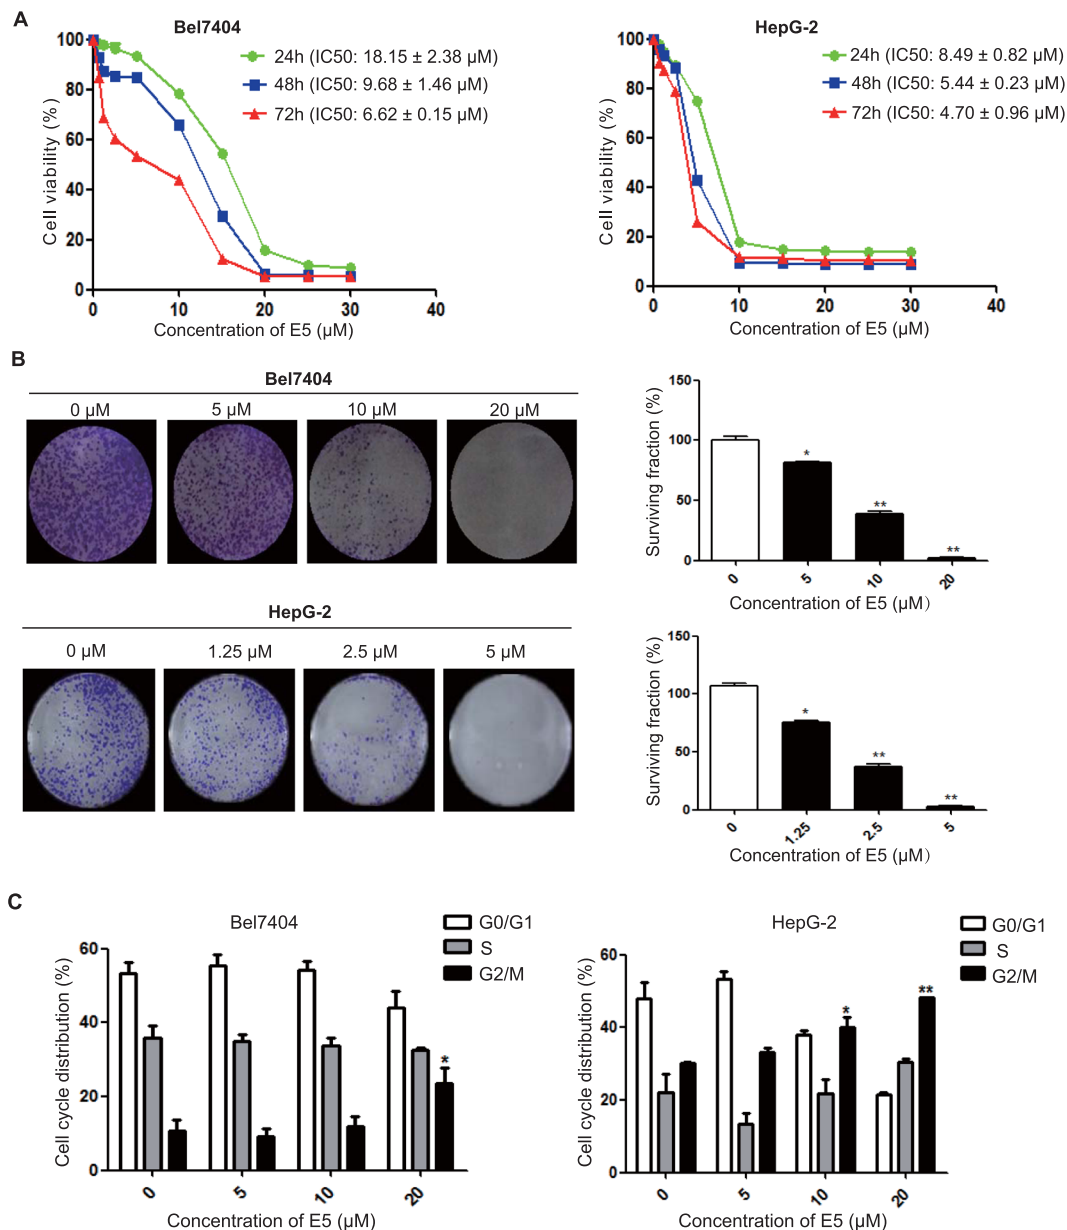 A
Bel7404
24h (IC50: 18.15 ± 2.38 µM)
48h (IC50: 9.68 ± 1.46 µM)
72h (IC50: 6.62 ± 0.15 µM)
Cell viability (%)
100
80
60
40
20
0
0 10 20 30 40
Concentration of E5 (µM)
HepG-2
24h (IC50: 8.49 ± 0.82 µM)
48h (IC50: 5.44 ± 0.23 µM)
72h (IC50: 4.70 ± 0.96 µM)
Cell viability (%)
100
80
60
40
20
0
0 10 20 30 40
Concentration of E5 (µM)
B
Bel7404
0 µM 5 µM 10 µM 20 µM
Surviving fraction (%)
150
100
50
0
* ** **
0 5 10 20
Concentration of E5 (µM)
HepG-2
0 µM 1.25 µM 2.5 µM 5 µM
Surviving fraction (%)
150
100
50
0
* ** **
0 1.25 2.5 5
Concentration of E5 (µM)
C
Bel7404
G0/G1
S
G2/M
Cell cycle distribution (%)
60
40
20
0
*
0 5 10 20
Concentration of E5 (µM)
HepG-2
G0/G1
S
G2/M
Cell cycle distribution (%)
60
40
20
0
* **
0 5 10 20
Concentration of E5 (µM)